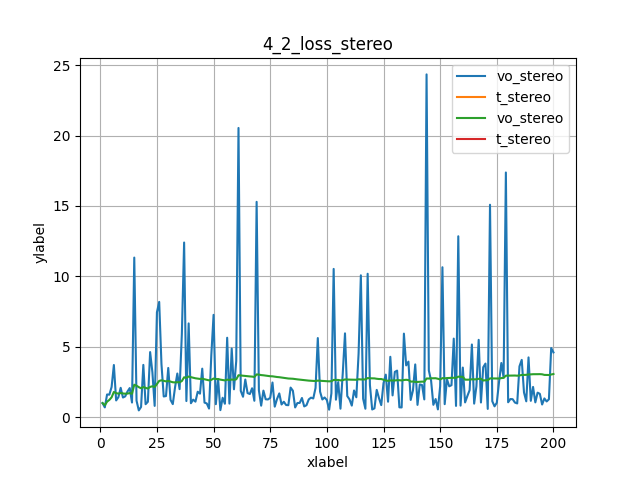 4_2_loss_stereo
25
20
15
10
5
0
ylabel
0 25 50 75 100 125 150 175 200
xlabel
vo_stereo
t_stereo
vo_stereo
t_stereo